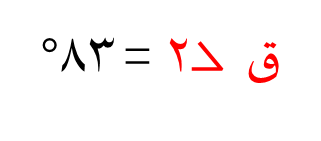 ق ∠٢ = ٨٣°